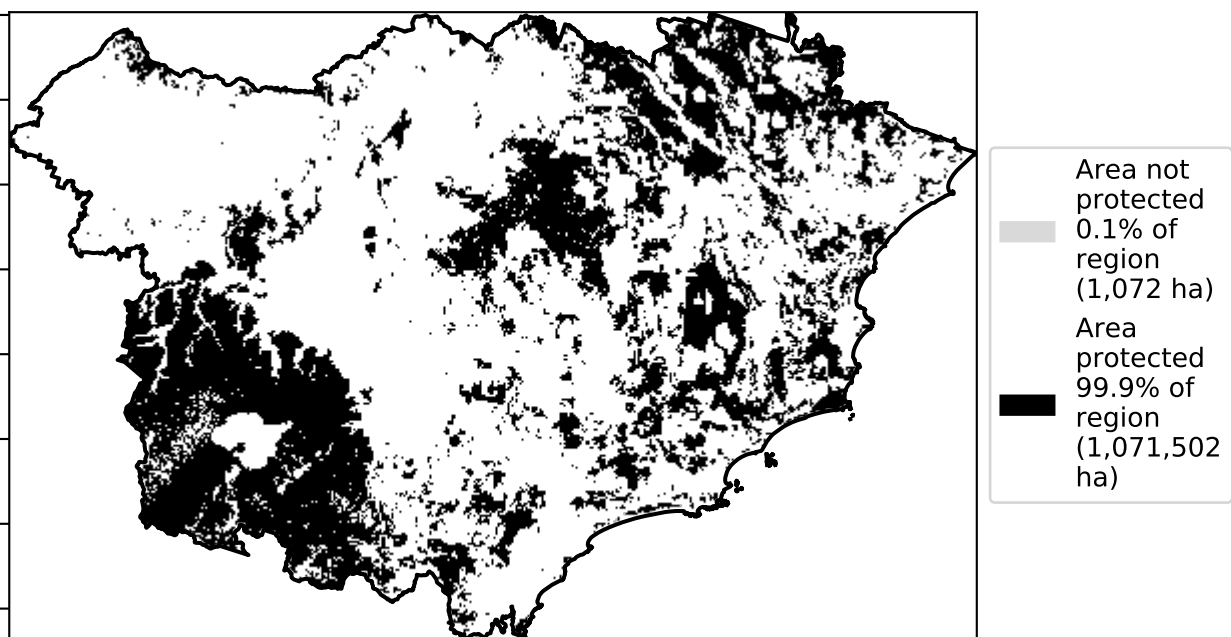 Area not
protected
0.1% of
region
(1,072 ha)
Area
protected
99.9% of
region
(1,071,502
ha)